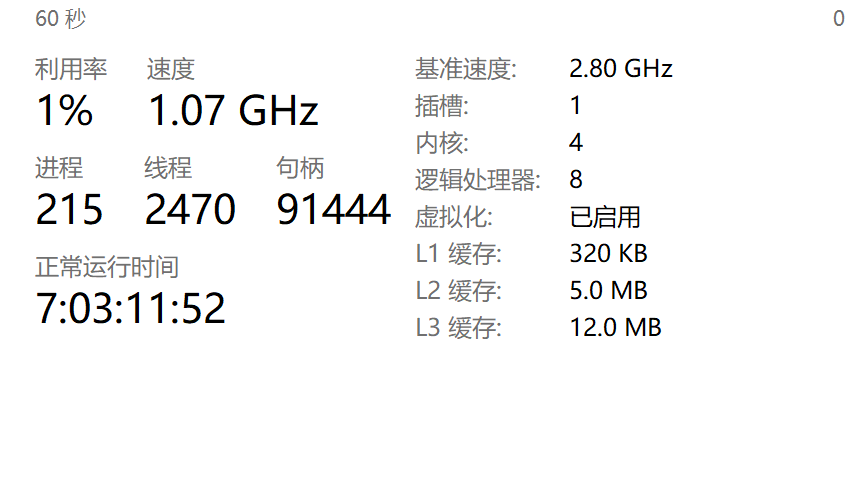 60 秒 0
利用率 速度
1% 1.07 GHz
进程 线程 句柄
215 2470 91444
正常运行时间
7:03:11:52
基准速度: 2.80 GHz
插槽: 1
内核: 4
逻辑处理器: 8
虚拟化: 已启用
L1 缓存: 320 KB
L2 缓存: 5.0 MB
L3 缓存: 12.0 MB